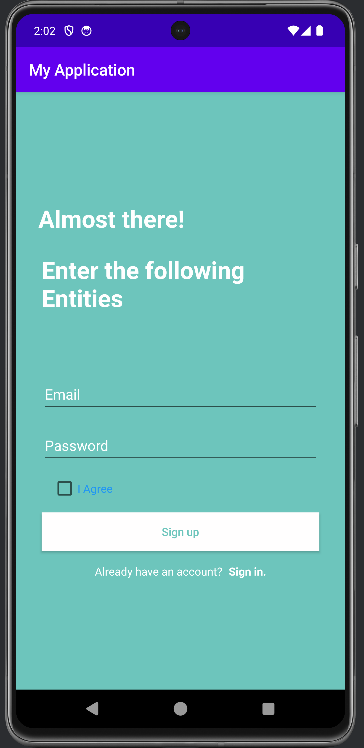 2:02
My Application
Almost there!
Enter the following
Entities
Email
Password
I Agree
Sign up
Already have an account? Sign in.